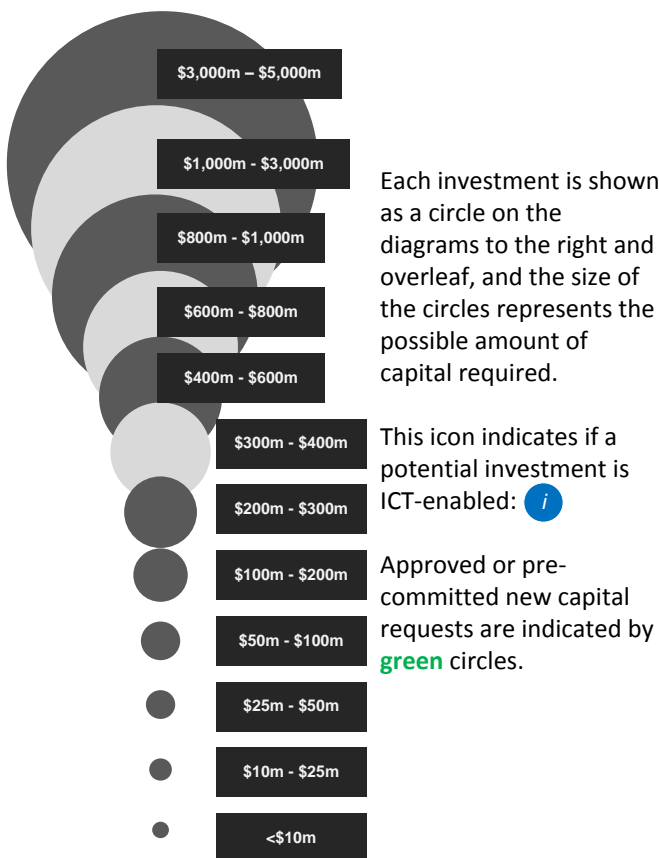 $3,000m – $5,000m
$1,000m - $3,000m
$800m - $1,000m
$600m - $800m
$400m - $600m
$300m - $400m
$200m - $300m
$100m - $200m
$50m - $100m
$25m - $50m
$10m - $25m
<$10m
Each investment is shown
as a circle on the
diagrams to the right and
overleaf, and the size of
the circles represents the
possible amount of
capital required.
This icon indicates if a
potential investment is
ICT-enabled: i
Approved or pre-
committed new capital
requests are indicated by
green circles.